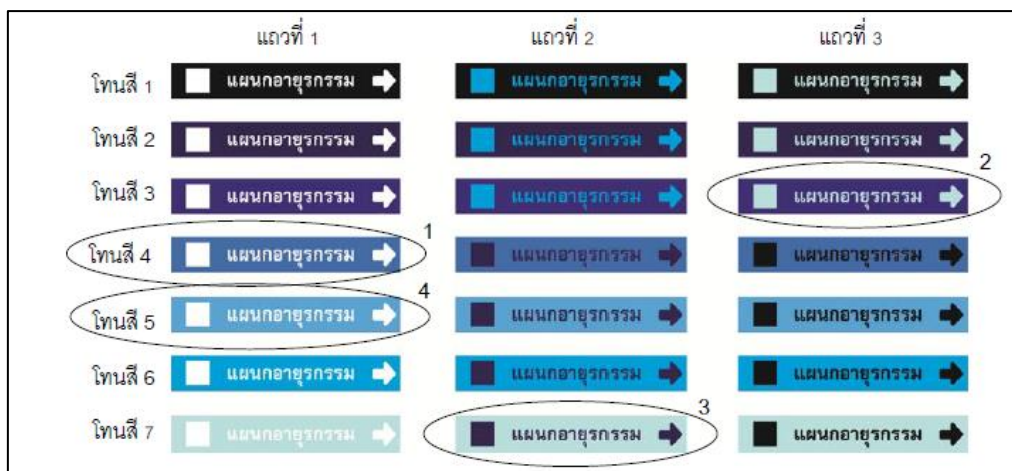 แถวที่ 1 แถวที่ 2 แถวที่ 3
โทนสี 1 แผนกอายุรกรรม แผนกอายุรกรรม แผนกอายุรกรรม
โทนสี 2 แผนกอายุรกรรม แผนกอายุรกรรม แผนกอายุรกรรม
2
โทนสี 3 แผนกอายุรกรรม แผนกอายุรกรรม แผนกอายุรกรรม
1
โทนสี 4 แผนกอายุรกรรม แผนกอายุรกรรม แผนกอายุรกรรม
4
โทนสี 5 แผนกอายุรกรรม แผนกอายุรกรรม แผนกอายุรกรรม
โทนสี 6 แผนกอายุรกรรม แผนกอายุรกรรม แผนกอายุรกรรม
3
โทนสี 7 แผนกอายุรกรรม แผนกอายุรกรรม แผนกอายุรกรรม